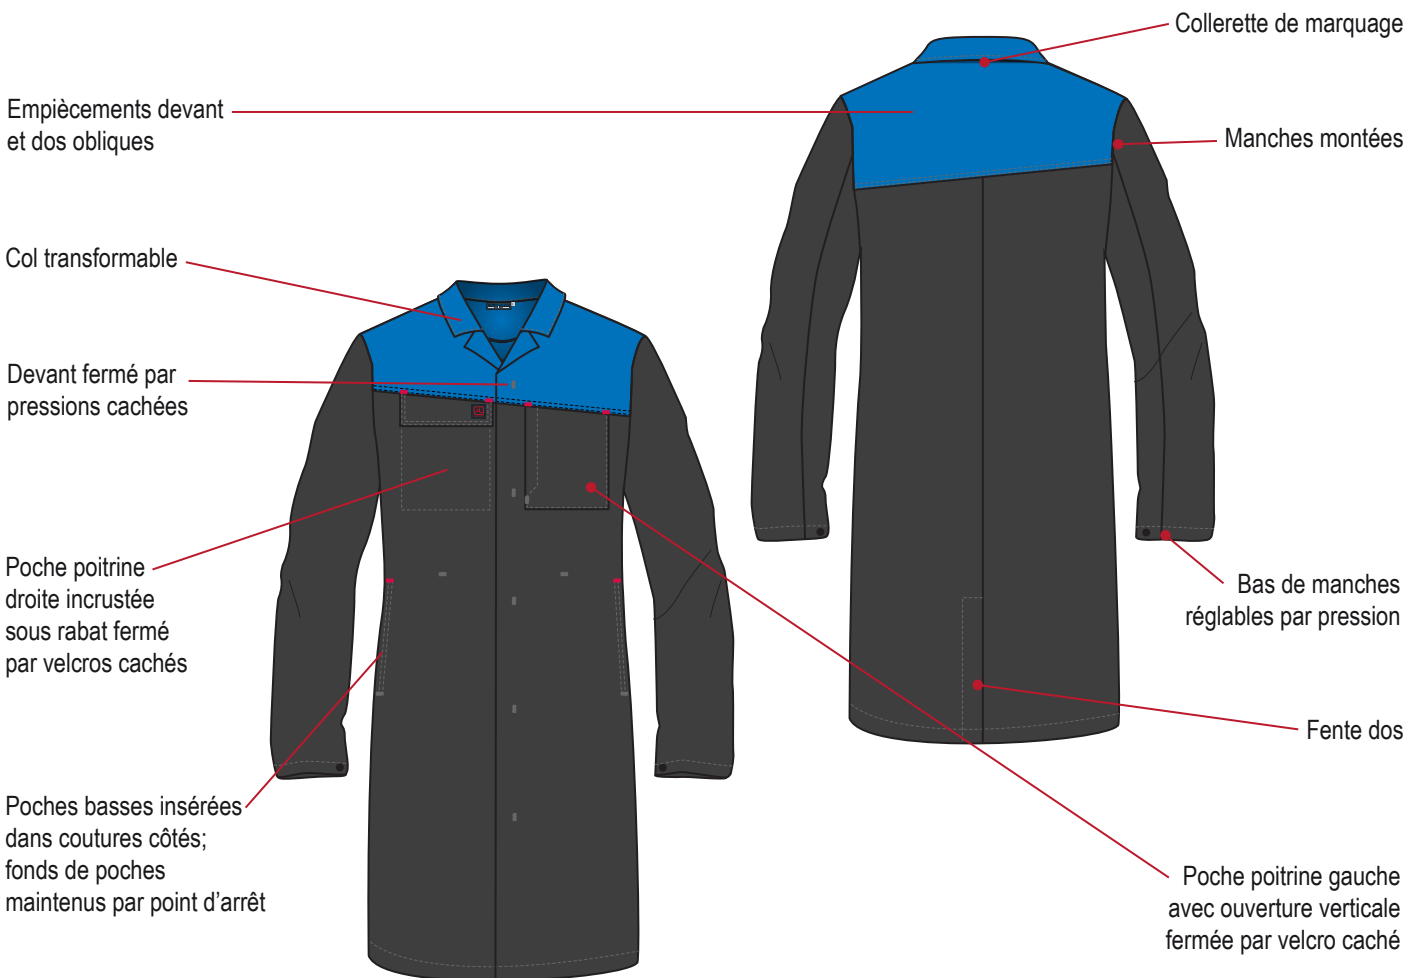 Collerette de marquage
Empiècements devant
et dos obliques
Manches montées
Col transformable
Devant fermé par
pressions cachées
Poche poitrine
droite incrustée
sous rabat fermé
par velcros cachés
Bas de manches
réglables par pression
Fente dos
Poches basses insérées
dans coutures côtés;
fonds de poches
maintenus par point d’arrêt
Poche poitrine gauche
avec ouverture verticale
fermée par velcro caché